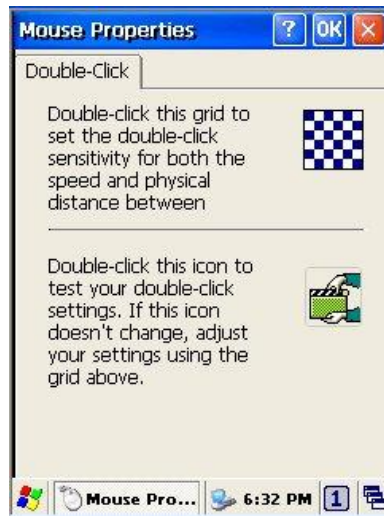 Mouse Properties ? OK ×
Double-Click
Double-click this grid to
set the double-click
sensitivity for both the
speed and physical
distance between
Double-click this icon to
test your double-click
settings. If this icon
doesn't change, adjust
your settings using the
grid above.
Mouse Pro... 6:32 PM 1